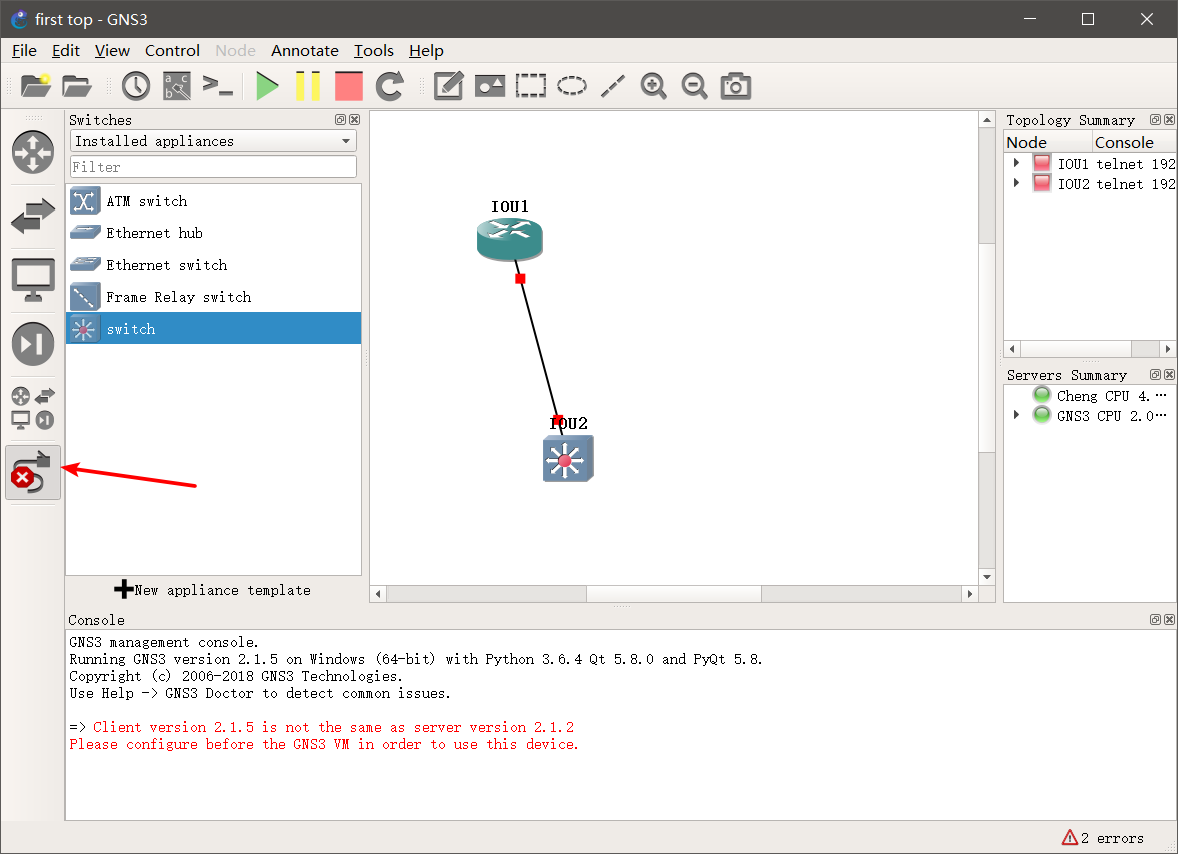 first top - GNS3
File Edit View Control Node Annotate Tools Help
Switches
Installed appliances
Filter
ATM switch
Ethernet hub
Ethernet switch
Frame Relay switch
switch
New appliance template
IOU1
IOU2
Topology Summary
Node Console
IOU1 telnet 192
IOU2 telnet 192
Servers Summary
Cheng CPU 4.…
GNS3 CPU 2.0…
Console
GNS3 management console.
Running GNS3 version 2.1.5 on Windows (64-bit) with Python 3.6.4 Qt 5.8.0 and PyQt 5.8.
Copyright (c) 2006-2018 GNS3 Technologies.
Use Help -> GNS3 Doctor to detect common issues.
=> Client version 2.1.5 is not the same as server version 2.1.2
Please configure before the GNS3 VM in order to use this device.
2 errors